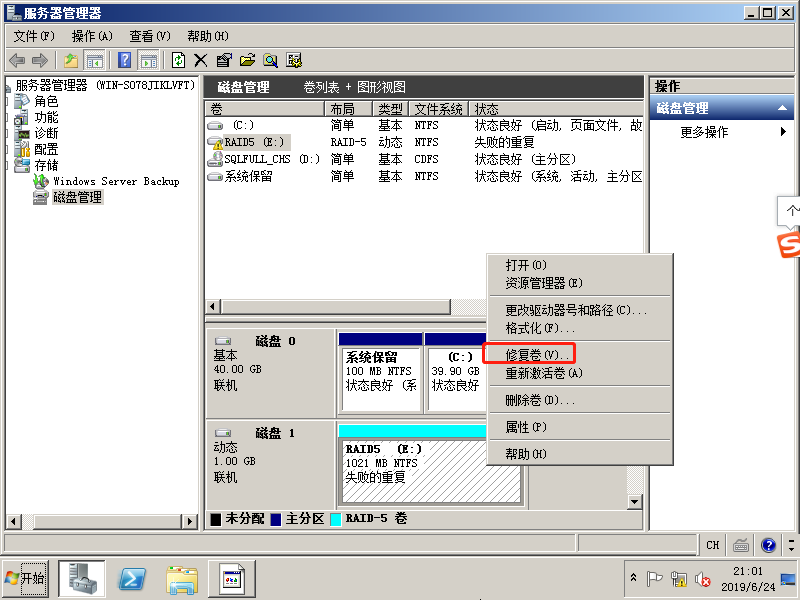 服务器管理器
文件(F) 操作(A) 查看(V) 帮助(H)
服务器管理器 (WIN-SO78JIKLVFT)
角色
功能
诊断
配置
存储
Windows Server Backup
磁盘管理
磁盘管理 卷列表 + 图形视图
卷 布局 类型 文件系统 状态
(C:) 简单 基本 NTFS 状态良好 (启动, 页面文件, 故
RAID5 (E:) RAID-5 动态 NTFS 失败的重复
SQLFULL_CHS (D:) 简单 基本 CDFS 状态良好 (主分区)
系统保留 简单 基本 NTFS 状态良好 (系统, 活动, 主分区
操作
磁盘管理
更多操作
个
打开(O)
资源管理器(E)
更改驱动器号和路径(C)...
格式化(F)...
修复卷(V)...
重新激活卷(A)
删除卷(D)...
属性(P)
帮助(H)
磁盘 0
基本
40.00 GB
联机
系统保留
100 MB NTFS
状态良好 (系
(C:)
39.90 GB
状态良好
磁盘 1
动态
1.00 GB
联机
RAID5 (E:)
1021 MB NTFS
失败的重复
未分配 主分区 RAID-5 卷
CH
开始
21:01
2019/6/24